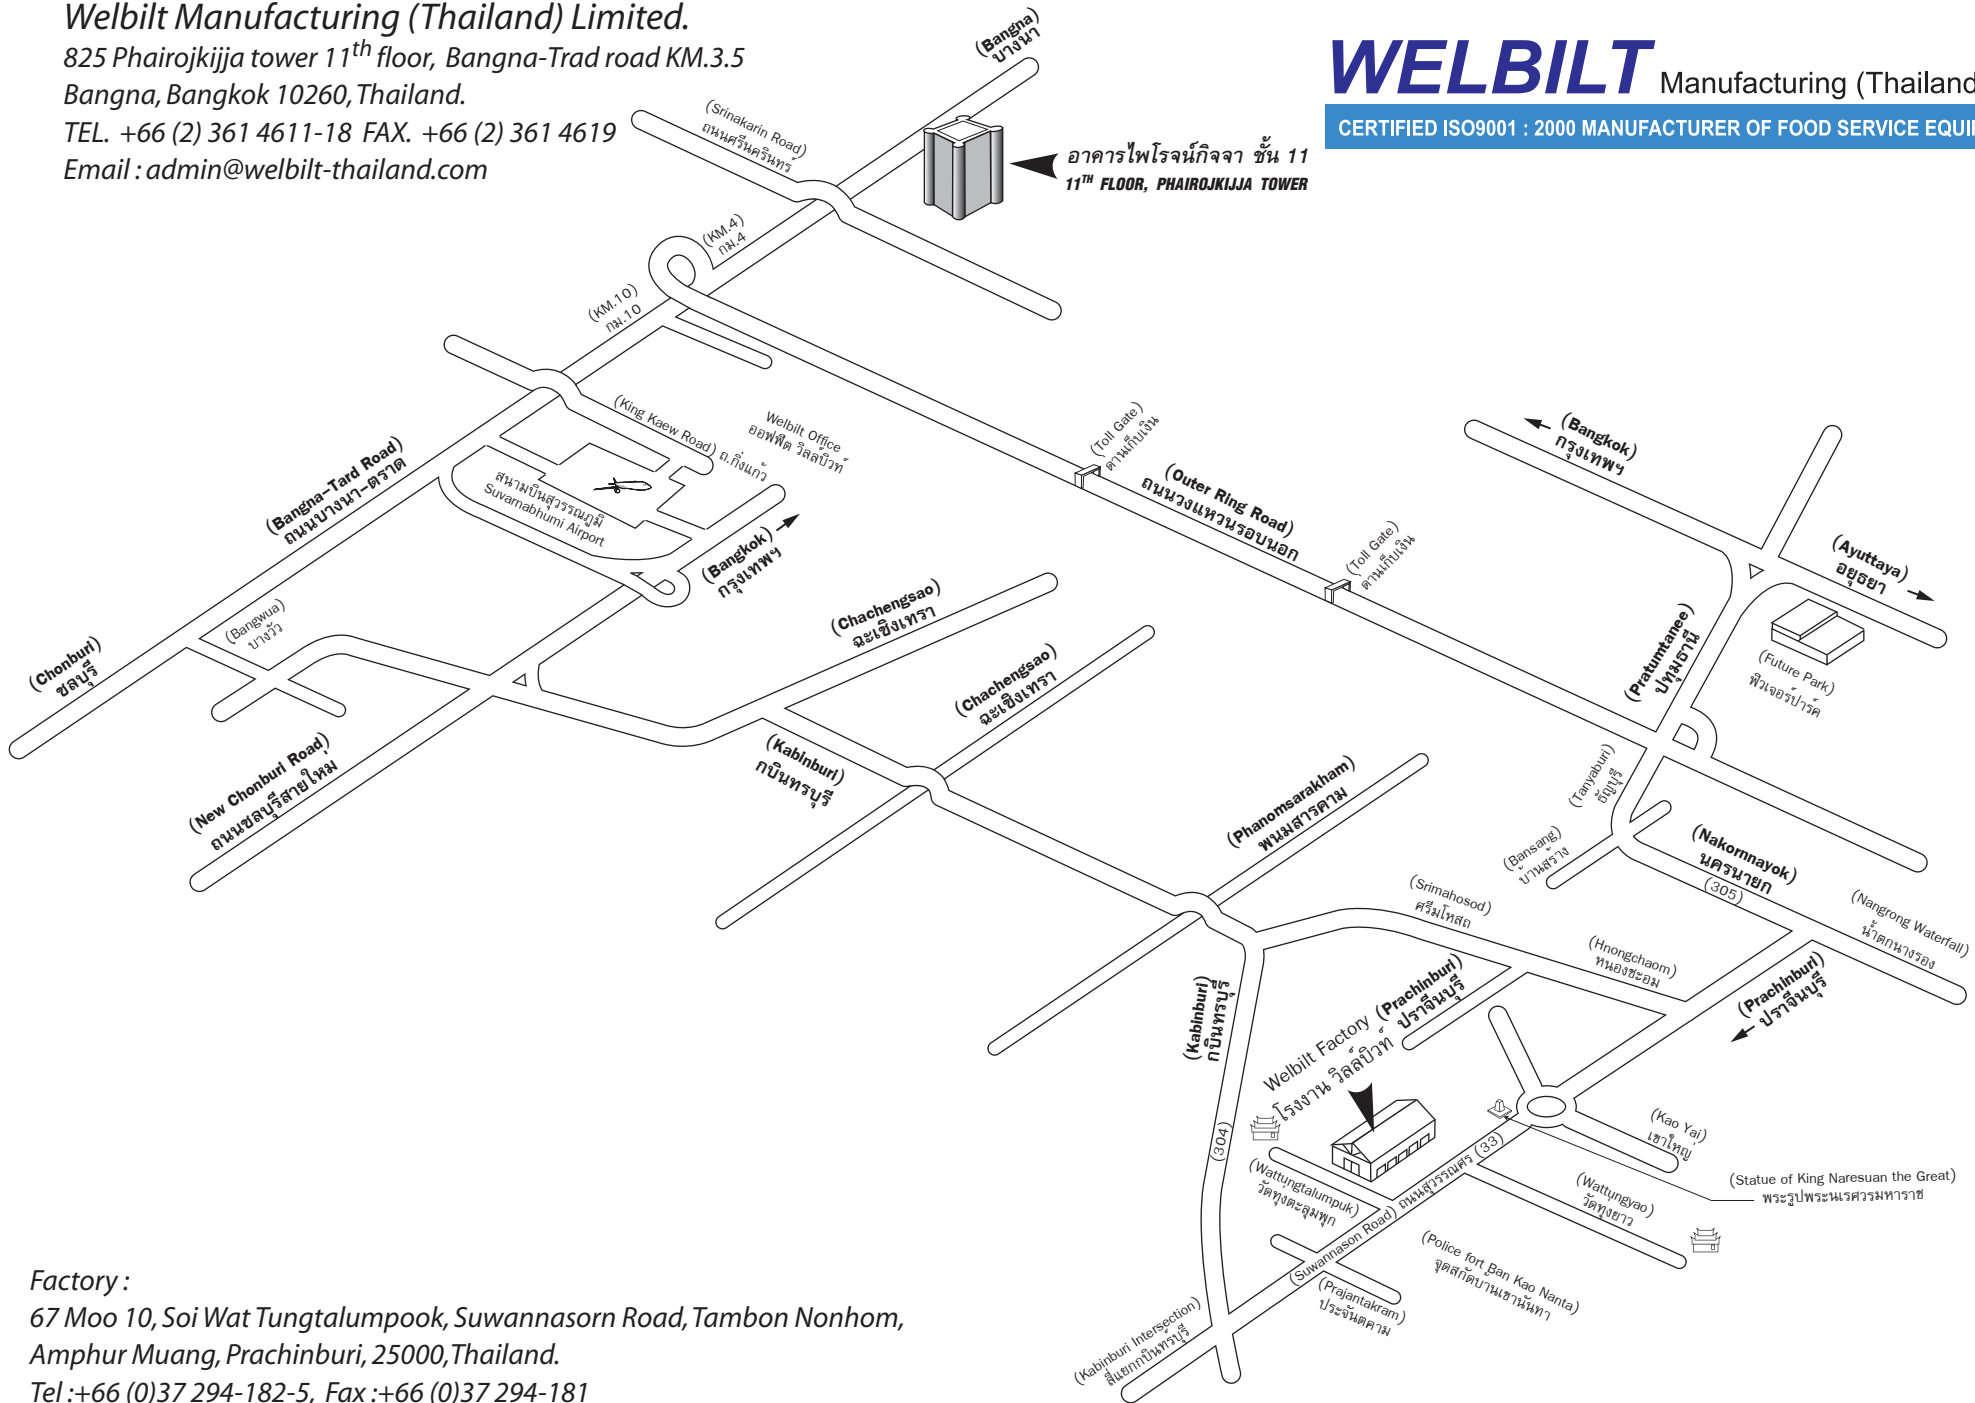 Welbilt Manufacturing (Thailand) Limited.
825 Phairojkijja tower 11th floor, Bangna-Trad road KM.3.5
Bangna, Bangkok 10260, Thailand.
TEL. +66 (2) 361 4611-18 FAX. +66 (2) 361 4619
Email : admin@welbilt-thailand.com
WELBILT Manufacturing (Thailand
CERTIFIED ISO9001 : 2000 MANUFACTURER OF FOOD SERVICE EQUI
(Bangna)
บางนา
(Srinakarin Road)
ถนนศรีนครินทร์
อาคารไพโรจน์กิจจา ชั้น 11
11TH FLOOR, PHAIROJKIJJA TOWER
(KM.4)
กม.4
(KM.10)
กม.10
(King Kaew Road) ถ.กิ่งแก้ว
Welbilt Office
ออฟฟิต วิลลบิวท์
(Toll Gate)
ด่านเก็บเงิน
(Outer Ring Road)
ถนนวงแหวนรอบนอก
(Toll Gate)
ด่านเก็บเงิน
(Bangkok)
กรุงเทพฯ
(Ayuttaya)
อยุธยา
(Bangna-Tard Road)
ถนนบางนา-ตราด
สนามบินสุวรรณภูมิ
Suvarnabhumi Airport
(Bangkok)
กรุงเทพฯ
(Bangwua)
บางวัว
(Chonburi)
ชลบุรี
(Chachengsao)
ฉะเชิงเทรา
(Chachengsao)
ฉะเชิงเทรา
(Pratumtanee)
ปทุมธานี
(Future Park)
ฟิวเจอร์ปาร์ค
(New Chonburi Road)
ถนนชลบุรีสายใหม่
(Kabinburi)
กบินทรบุรี
(Phanomsarakham)
พนมสารคาม
(Tanyaburi)
ธัญบุรี
(Bansang)
บ้านสร้าง
(Nakornnayok)
นครนายก
(305)
(Nangrong Waterfall)
น้ำตกนางรอง
(Srimahosod)
ศรีมโหสถ
(Hnongchaom)
หนองชะอม
(Prachinburi)
ปราจีนบุรี
(Prachinburi)
ปราจีนบุรี
(Kabinburi)
กบินทรบุรี
(304)
Welbilt Factory
โรงงาน วิลล์บิวท์
(Kao Yai)
เขาใหญ่
(Statue of King Naresuan the Great)
พระรูปพระนเรศวรมหาราช
(Wattungtalumpuk)
วัดทุ่งตะลุมพุก
(Suwannason Road) ถนนสุวรรณศร (33)
(Wattungyao)
วัดทุ่งยาว
(Police fort Ban Kao Nanta)
จุดสกัดบ้านเขานันทา
(Prajantakram)
ประจันตคาม
(Kabinburi Intersection)
สี่แยกกบินทร์บุรี
Factory :
67 Moo 10, Soi Wat Tungtalumpook, Suwannasorn Road, Tambon Nonhom,
Amphur Muang, Prachinburi, 25000,Thailand.
Tel :+66 (0)37 294-182-5, Fax :+66 (0)37 294-181